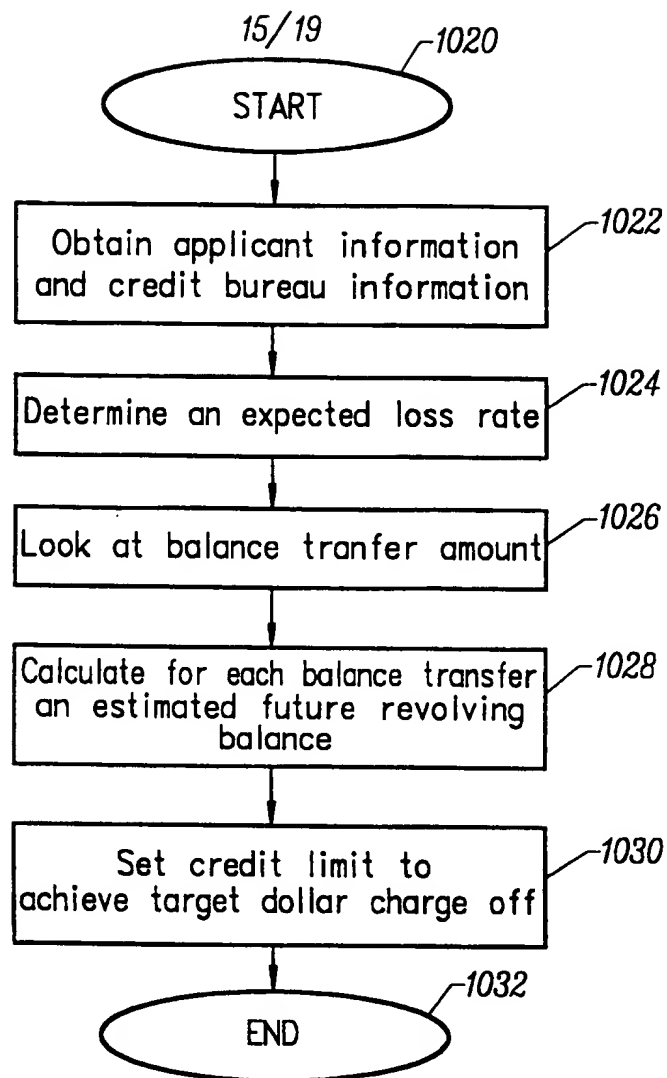 15/19
1020
START
1022
Obtain applicant information
and credit bureau information
1024
Determine an expected loss rate
1026
Look at balance tranfer amount
1028
Calculate for each balance transfer
an estimated future revolving
balance
1030
Set credit limit to
achieve target dollar charge off
1032
END